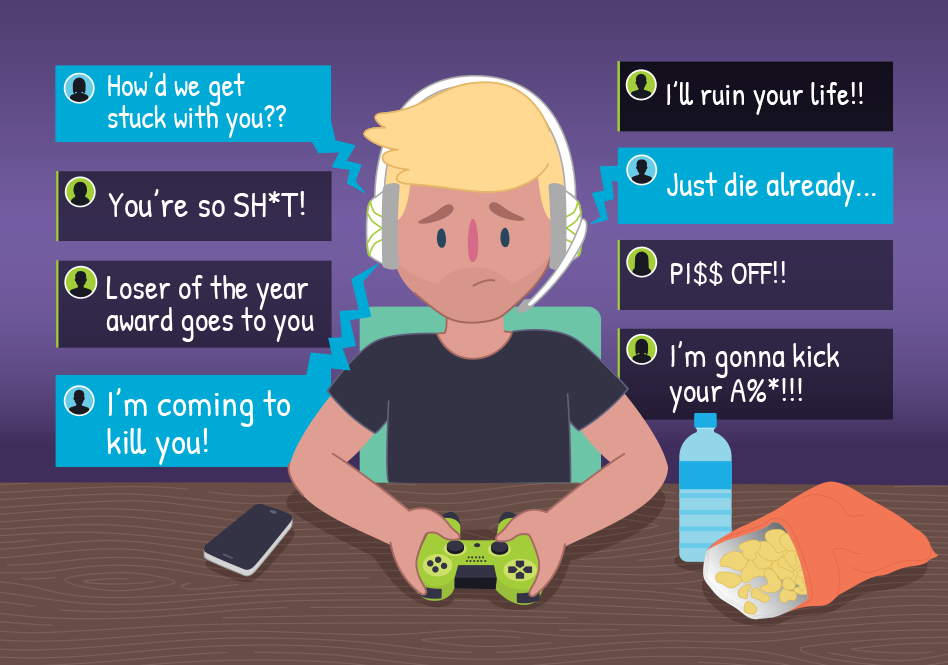 How'd we get
stuck with you??
You're so SH*T!
Loser of the year
award goes to you
I'm coming to
kill you!
I'll ruin your life!!
Just die already...
PI$$ OFF!!
I'm gonna kick
your A%*!!!